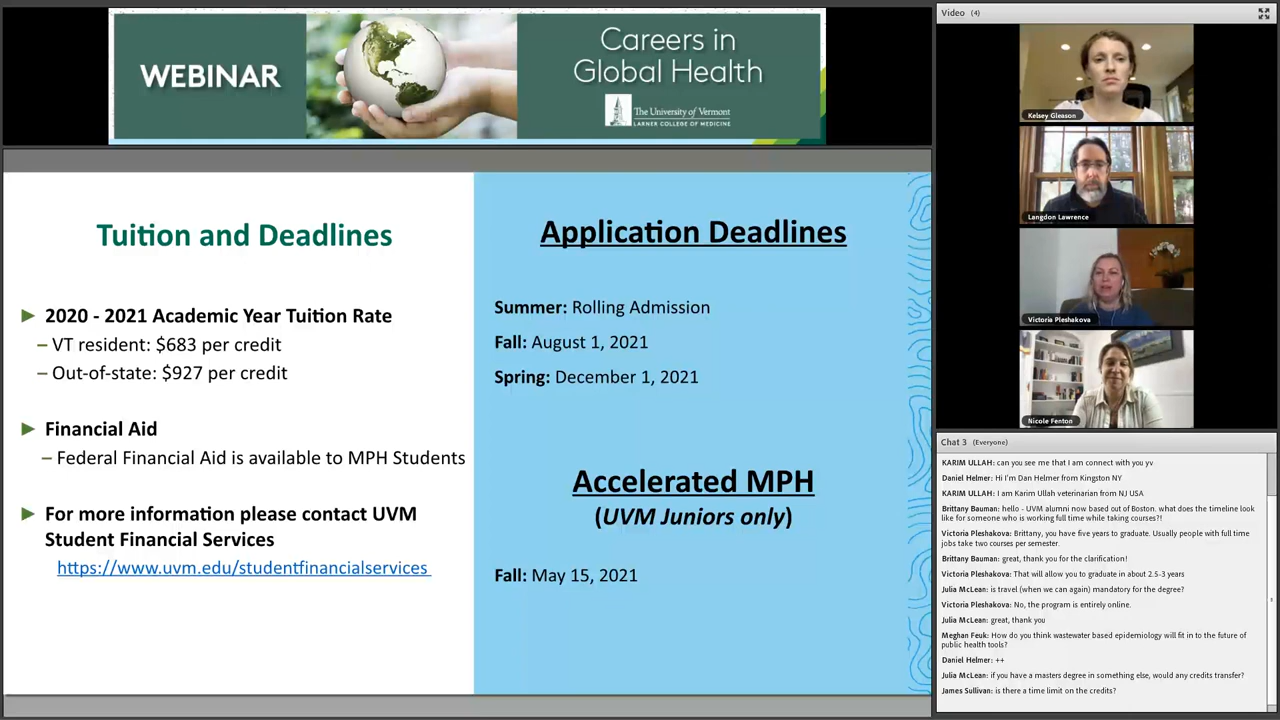 WEBINAR
Careers in
Global Health
The University of Vermont
LARNER COLLEGE OF MEDICINE
Tuition and Deadlines
► 2020 - 2021 Academic Year Tuition Rate
– VT resident: $683 per credit
– Out-of-state: $927 per credit
► Financial Aid
– Federal Financial Aid is available to MPH Students
► For more information please contact UVM
Student Financial Services
https://www.uvm.edu/studentfinancialservices
Application Deadlines
Summer: Rolling Admission
Fall: August 1, 2021
Spring: December 1, 2021
Accelerated MPH
(UVM Juniors only)
Fall: May 15, 2021
Video (4)
Kelsey Gleason
Langdon Lawrence
Victoria Pleshakova
Nicole Fenton
Chat 3 (Everyone)
KARIM ULLAH: can you see me that I am connect with you yv
Daniel Helmer: Hi I'm Dan Helmer from Kingston NY
KARIM ULLAH: I am Karim Ullah veterinarian from NJ USA
Brittany Bauman: hello - UVM alumni now based out of Boston. what does the timeline look
like for someone who is working full time while taking courses?!
Victoria Pleshakova: Brittany, you have five years to graduate. Usually people with full time
jobs take two courses per semester.
Brittany Bauman: great, thank you for the clarification!
Victoria Pleshakova: That will allow you to graduate in about 2.5-3 years
Julia McLean: is travel (when we can again) mandatory for the degree?
Victoria Pleshakova: No, the program is entirely online.
Julia McLean: great, thank you
Meghan Feuk: How do you think wastewater based epidemiology will fit in to the future of
public health tools?
Daniel Helmer: ++
Julia McLean: if you have a masters degree in something else, would any credits transfer?
James Sullivan: is there a time limit on the credits?